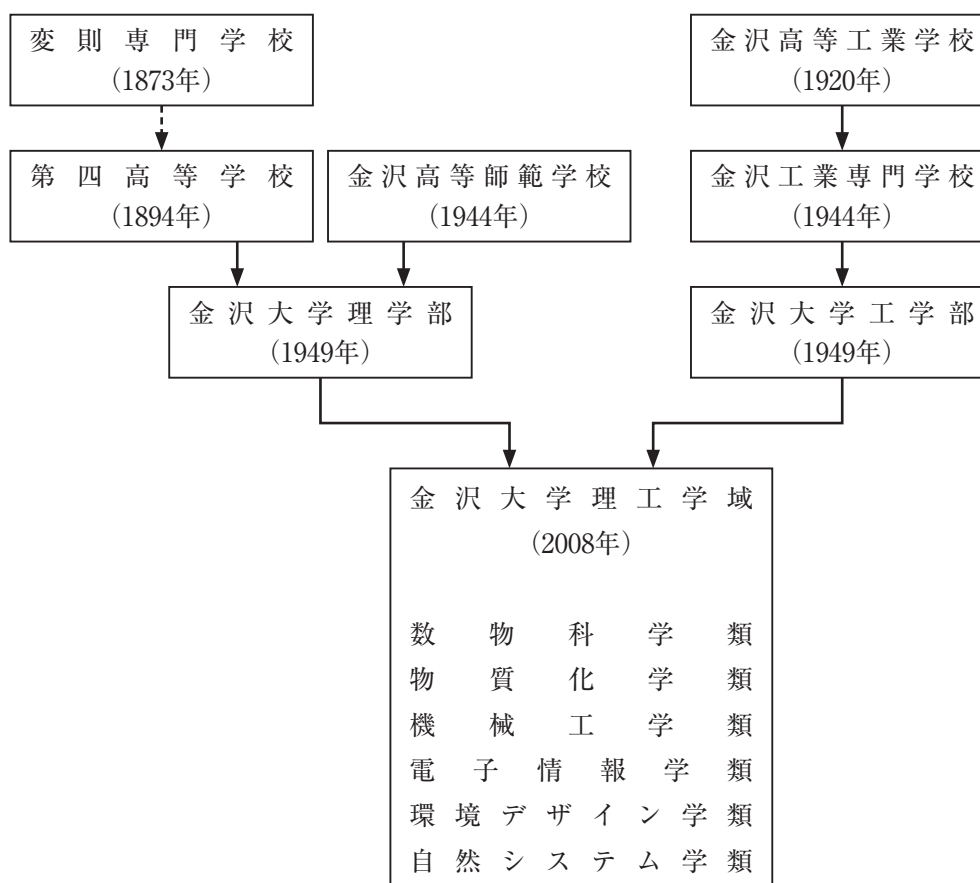 変則専門学校
(1873年)
金沢高等工業学校
(1920年)
第四高等学校
(1894年)
金沢高等師範学校
(1944年)
金沢工業専門学校
(1944年)
金沢大学理学部
(1949年)
金沢大学工学部
(1949年)
金沢大学理工学域
(2008年)
数物科学類
物質化学類
機械工学類
電子情報学類
環境デザイン学類
自然システム学類